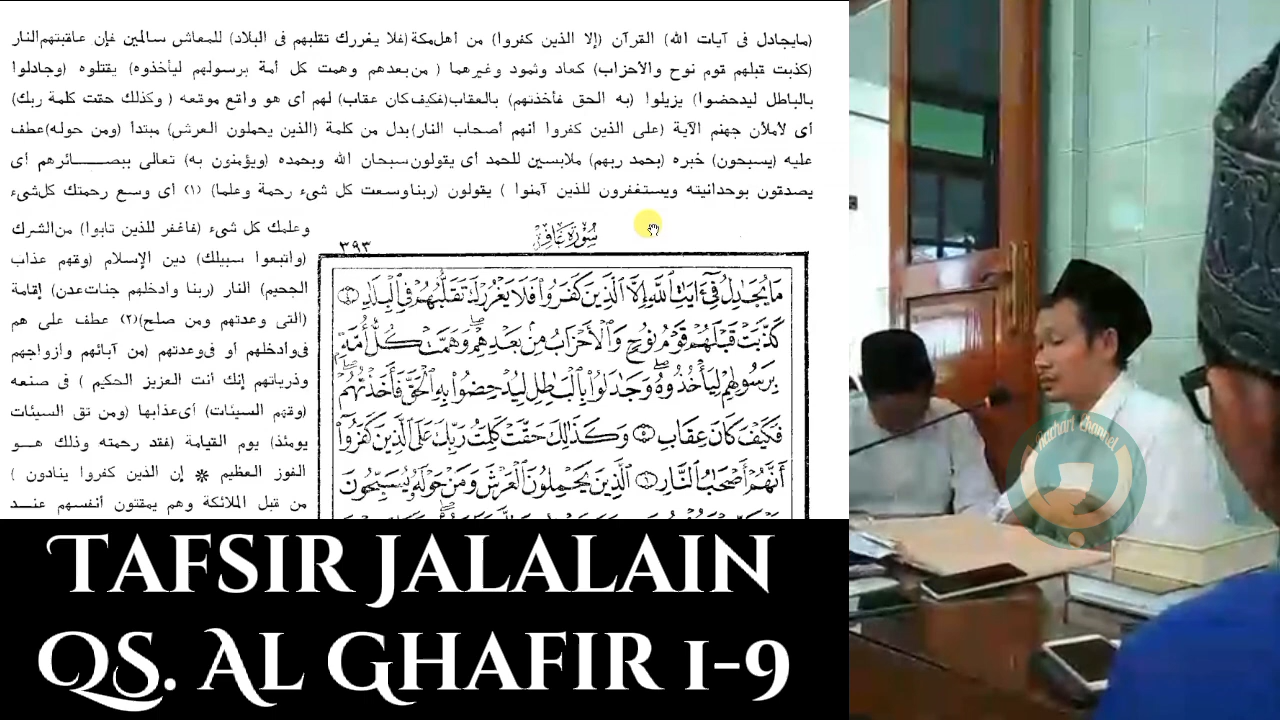 (مايجادل فى آيات الله) القرآن (إلا الذين كفروا) من أهل مكة (فلا يغررك تقلبهم فى البلاد) للمعاش سالمين فإن عاقبتهم النار
(كذبت قبلهم قوم نوح والأحزاب) كعاد وثمود وغيرهما (من بعدهم وهمت كل أمة برسولهم ليأخذوه) يقتلوه (وجادلوا
بالباطل ليدحضوا) يزيلوا (به الحق فأخذتهم) بالعقاب (فكيف كان عقاب) لهم أى هو واقع موقعه (وكذلك حقت كلمة ربك)
أى لأملأن جهنم الآية (على الذين كفروا أنهم أصحاب النار) بدل من كلمة (الذين يحملون العرش) مبتدأ (ومن حوله) عطف
عليه (يسبحون) خبره (بحمد ربهم) ملابسين للحمد أى يقولون سبحان الله وبحمده (ويؤمنون به) تعالى ببصائرهم أى
يصدقون بوحدانيته ويستغفرون للذين آمنوا ) يقولون (ربنا وسعت كل شىء رحمة وعلما) (١) أى وسع رحمتك كل شىء
وعلمك كل شىء (فاغفر للذين تابوا) من الشرك
(واتبعوا سبيلك) دين الإسلام (وقهم عذاب
الجحيم) النار (ربنا وادخلهم جنات عدن) إقامة
(التى وعدتهم ومن صلح) (٢) عطف على هم
فى وادخلهم أو فى وعدتهم (من آبائهم وازواجهم
وذرياتهم إنك أنت العزيز الحكيم ) فى صنعه
(وقهم السيئات) أى عذابها (ومن تق السيئات
يومئذ) يوم القيامة (فقد رحمته وذلك هو
الفوز العظيم * إن الذين كفروا ينادون )
من قبل الملائكة وهم يمقتون أنفسهم عند
سورة غافر
٣٩٣
مَا يُجَٰدِلُ فِىٓ ءَايَٰتِ ٱللَّهِ إِلَّا ٱلَّذِينَ كَفَرُوا۟ فَلَا يَغْرُرْكَ تَقَلُّبُهُمْ فِى ٱلْبِلَٰدِ ٤
كَذَّبَتْ قَبْلَهُمْ قَوْمُ نُوحٍ وَٱلْأَحْزَابُ مِنۢ بَعْدِهِمْ وَهَمَّتْ كُلُّ أُمَّةٍۭ
بِرَسُولِهِمْ لِيَأْخُذُوهُ وَجَٰدَلُوا۟ بِٱلْبَٰطِلِ لِيُدْحِضُوا۟ بِهِ ٱلْحَقَّ فَأَخَذْتُهُمْ
فَكَيْفَ كَانَ عِقَابِ ٥ وَكَذَٰلِكَ حَقَّتْ كَلِمَتُ رَبِّكَ عَلَى ٱلَّذِينَ كَفَرُوٓا۟
أَنَّهُمْ أَصْحَٰبُ ٱلنَّارِ ٦ ٱلَّذِينَ يَحْمِلُونَ ٱلْعَرْشَ وَمَنْ حَوْلَهُۥ يُسَبِّحُونَ
TAFSIR JALALAIN
QS. AL GHAFIR 1-9
Channel